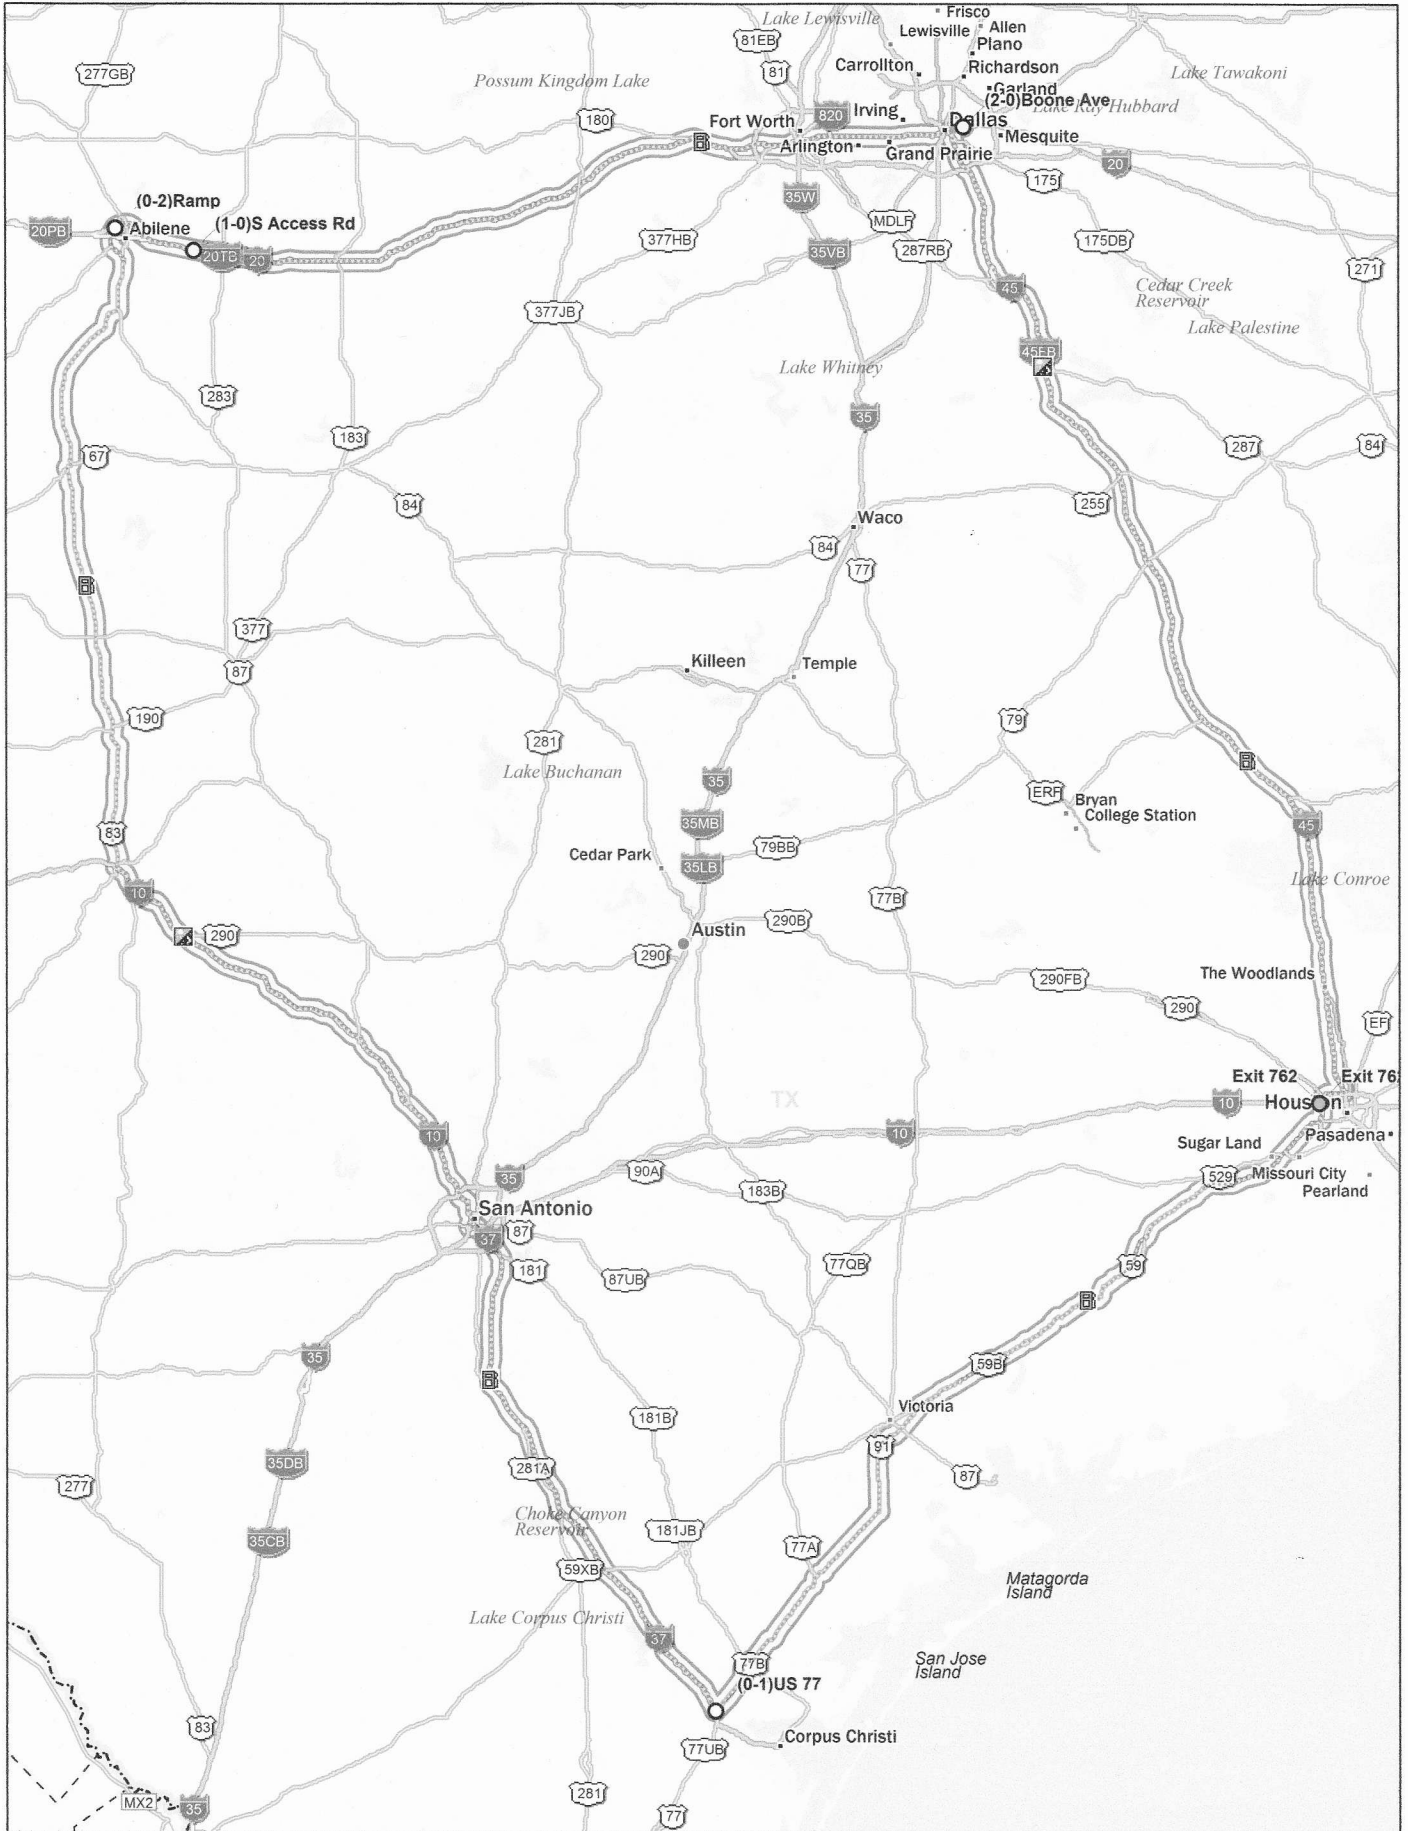 Lake Lewisville
Frisco
Lewisville
Allen
Plano
81EB
81
Carrollton
Richardson
Lake Tawakoni
277GB
Possum Kingdom Lake
Garland
(2-0)Boone Ave
Lake Ray Hubbard
180
Fort Worth
820
Irving
Dallas
Mesquite
Arlington
Grand Prairie
20
175
35W
(0-2)Ramp
Abilene
(1-0)S Access Rd
20PB
20TB
20
377HB
MDLF
35VB
287RB
175DB
271
45
Cedar Creek
Reservoir
377JB
Lake Palestine
45FB
Lake Whitney
283
35
183
67
287
84
84
255
Waco
84
77
377
Killeen
Temple
87
190
79
281
Lake Buchanan
35
ERF
Bryan
College Station
83
35MB
45
Cedar Park
79BB
35LB
Lake Conroe
10
77B
290
Austin
290B
290
The Woodlands
290FB
290
EF
Exit 762
Exit 76
TX
10
Houston
10
10
Pasadena
Sugar Land
35
90A
Missouri City
529
Pearland
183B
San Antonio
87
37
181
87UB
77QB
59
35
59B
Victoria
181B
91
281A
87
35DB
277
Choke Canyon
Reservoir
181JB
35CB
77A
59XB
Matagorda
Island
Lake Corpus Christi
37
77B
San Jose
Island
(0-1)US 77
83
Corpus Christi
77UB
281
MX2
35
77